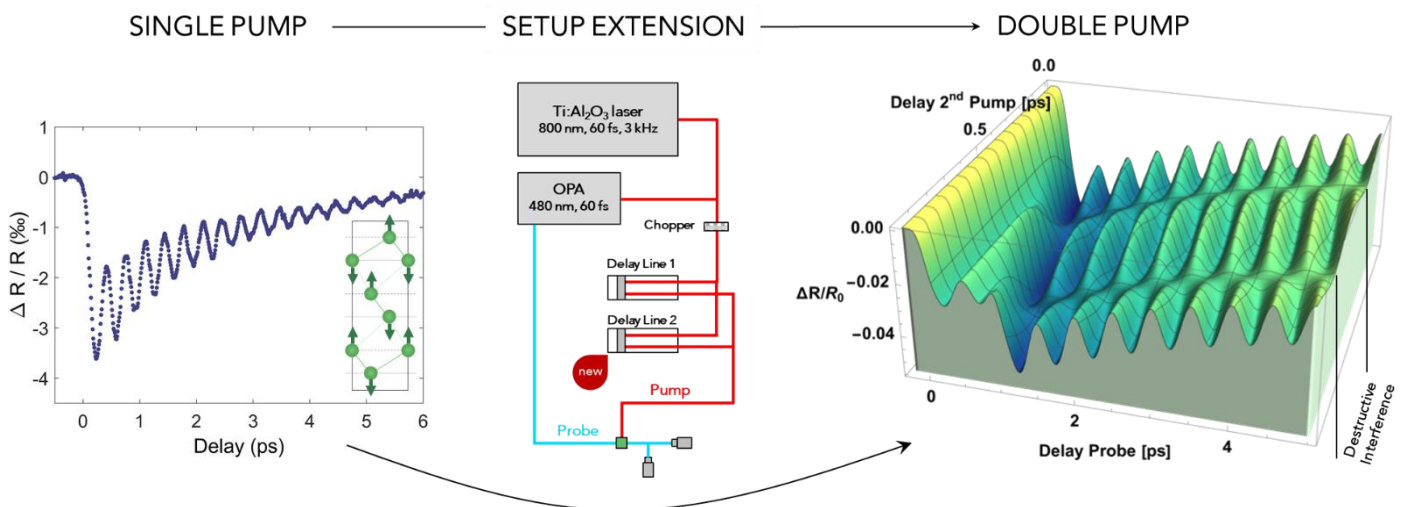 SINGLE PUMP
SETUP EXTENSION
DOUBLE PUMP
1
0
-1
-2
-3
-4
Δ R / R (‰)
0 1 2 3 4 5 6
Delay (ps)
Ti:Al₂O₃ laser
800 nm, 60 fs, 3 kHz
OPA
480 nm, 60 fs
Chopper
Delay Line 1
Delay Line 2
new
Pump
Probe
0.0
Delay 2ⁿᵈ Pump [ps]
0.5
0.00
−0.02
−0.04
ΔR/R₀
0
2
4
Delay Probe [ps]
Destructive
Interference